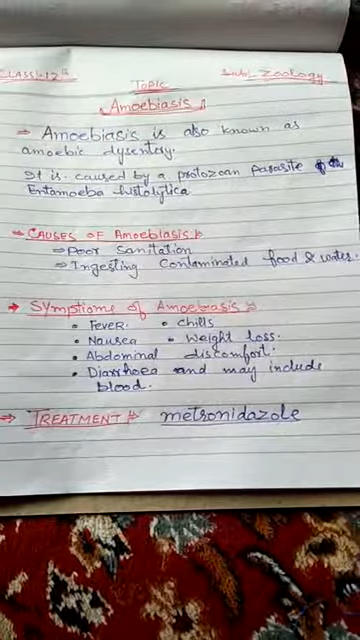 CLASS:-12th
Sub:- Zoology
Topic
Amoebiasis
⇒ Amoebiasis is also known as
amoebic dysentery.
It is caused by a protozoan parasite
Entamoeba histolytica
⇒ CAUSES OF Amoebiasis:-
⇒ Poor Sanitation
⇒ Ingesting Contaminated food & water.
⇒ Symptioms of Amoebiasis :-
• Fever. • chills
• Nausea • Weight loss.
• Abdominal discomfort.
• Diarrhoea and may include
blood.
⇒ TREATMENT :- metronidazole